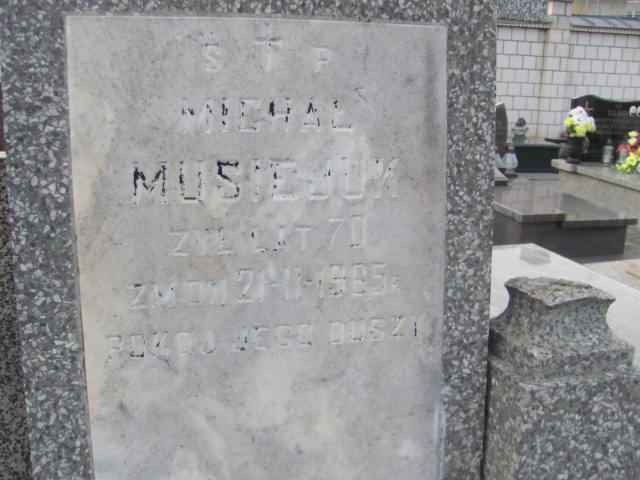 S T P
MICHAŁ
MUSIEJUK
ŻYŁ LAT 70
ZM DN 21-II-1985 R
POKÓJ JEGO DUSZY